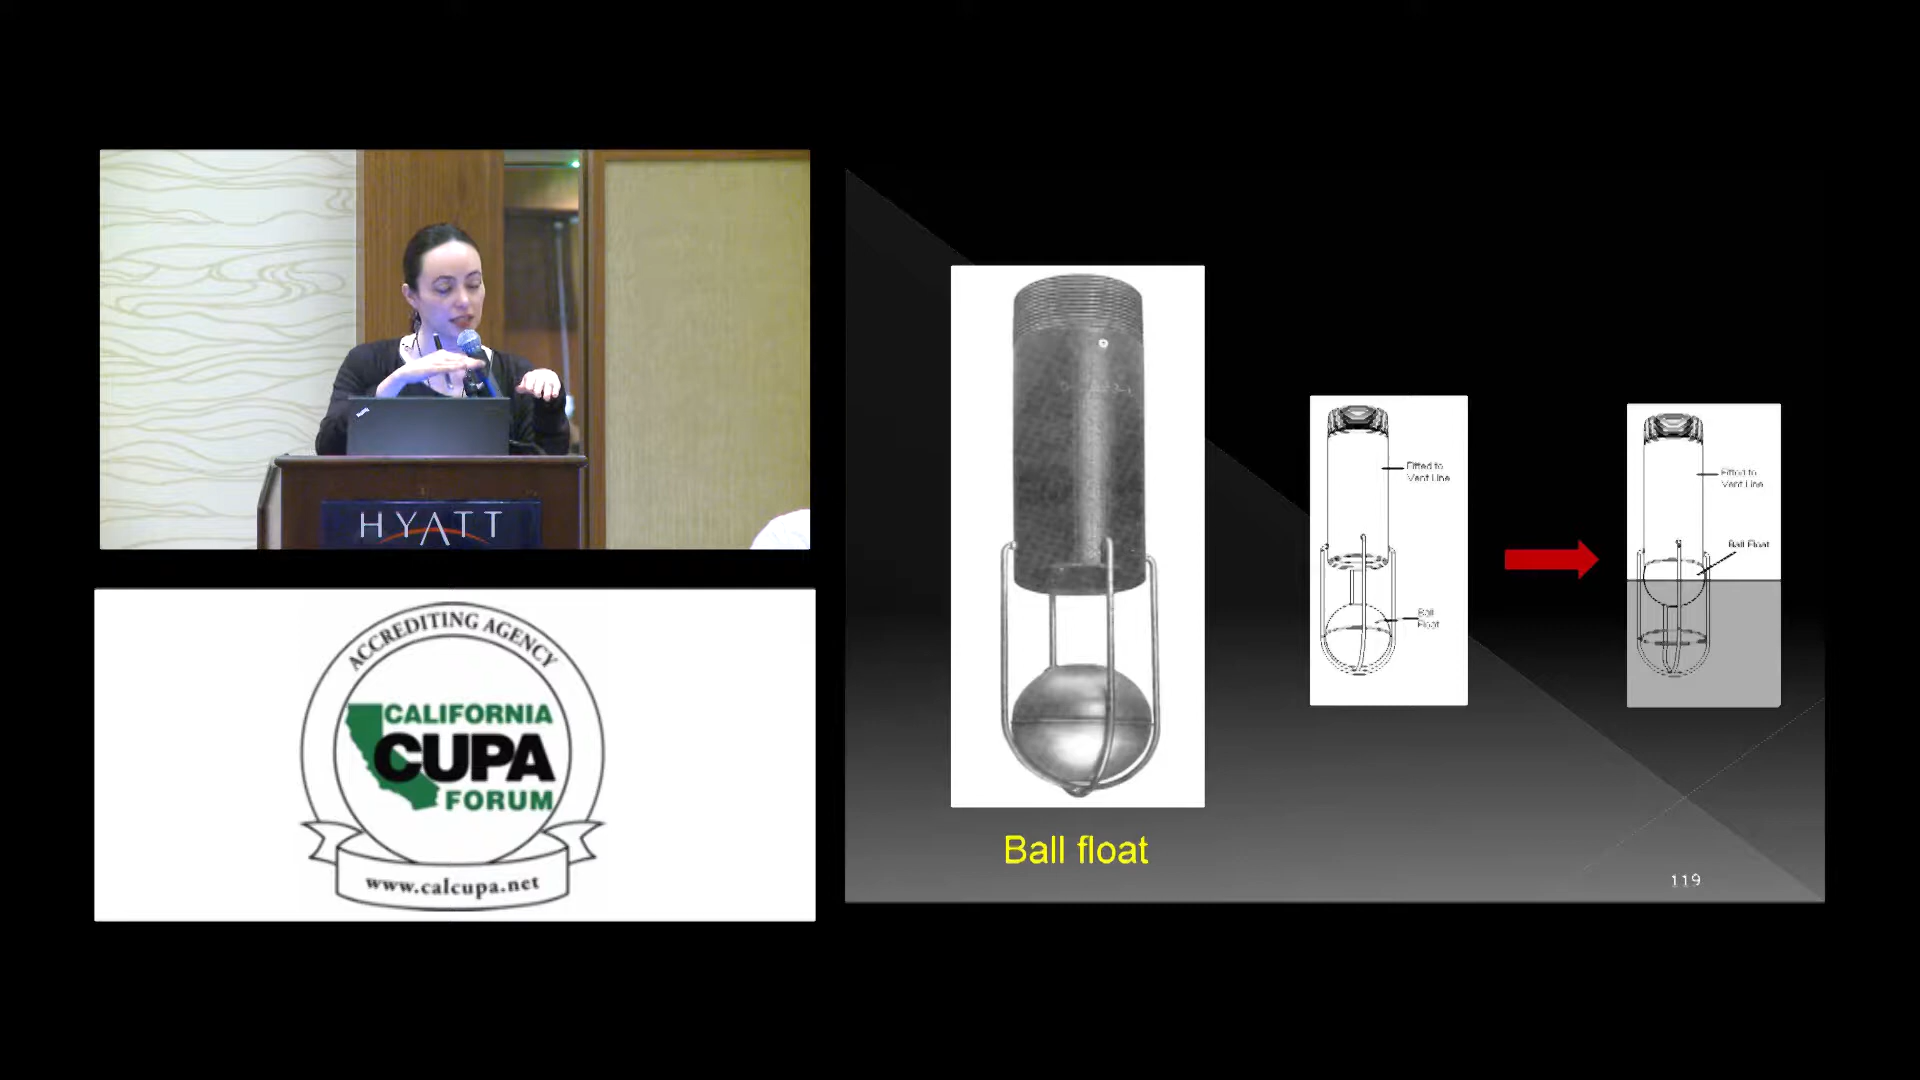 HYATT
ACCREDITING AGENCY
CALIFORNIA
CUPA
FORUM
www.calcupa.net
Ball float
Fitted to
Vent Line
Ball
Float
Fitted to
Vent Line
Ball Float
119